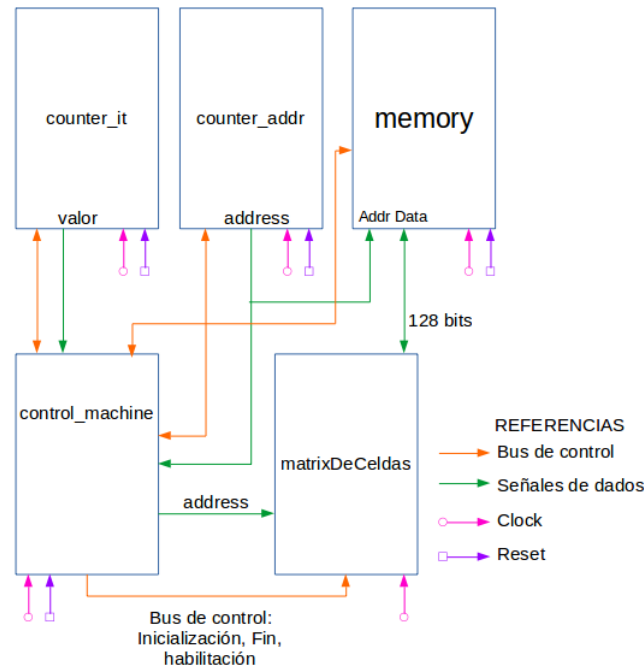 counter_it
counter_addr
memory
valor
address
Addr Data
128 bits
control_machine
matrixDeCeldas
address
REFERENCIAS
Bus de control
Señales de dados
Clock
Reset
Bus de control:
Inicialización, Fin,
habilitación